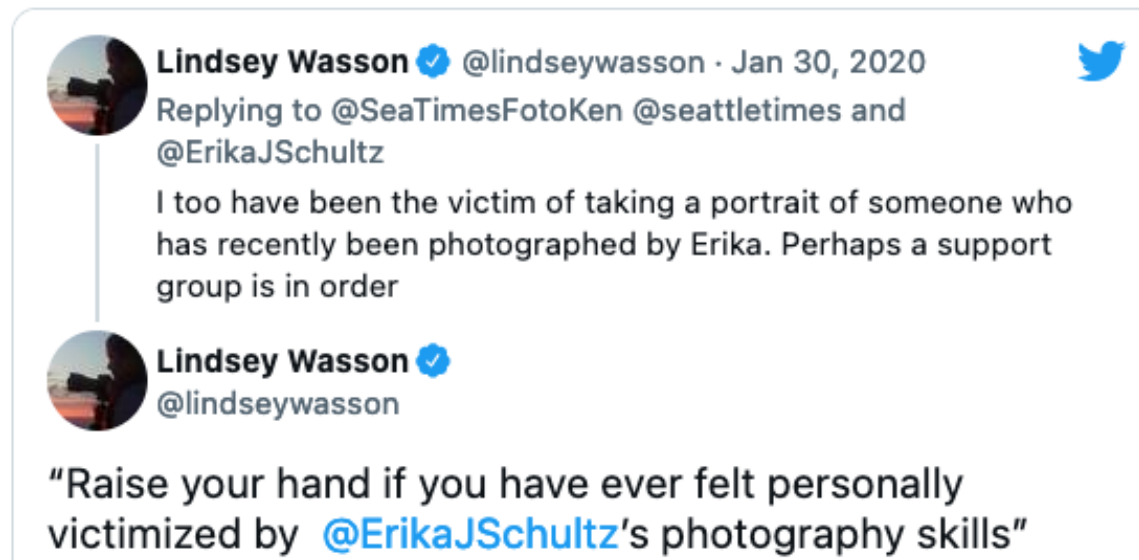 Lindsey Wasson @lindseywasson · Jan 30, 2020
Replying to @SeaTimesFotoKen @seattletimes and
@ErikaJSchultz
I too have been the victim of taking a portrait of someone who
has recently been photographed by Erika. Perhaps a support
group is in order
Lindsey Wasson
@lindseywasson
“Raise your hand if you have ever felt personally
victimized by  @ErikaJSchultz’s photography skills”